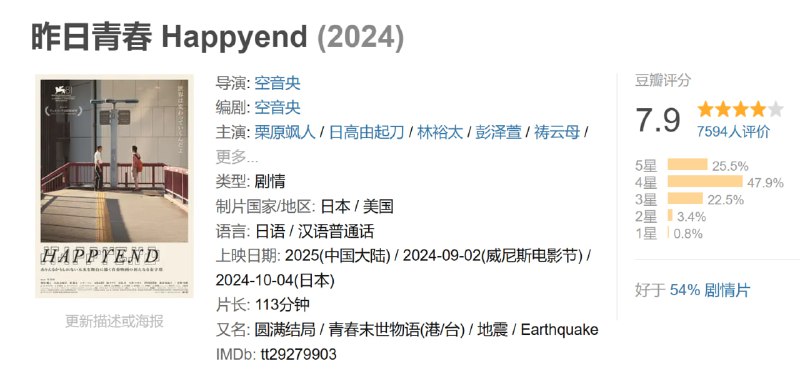 昨日青春 Happyend (2024)
HAPPYEND
更新描述或海报
导演: 空音央
编剧: 空音央
主演: 栗原飒人 / 日高由起刀 / 林裕太 / 彭泽萱 / 祷云母 /
更多...
类型: 剧情
制片国家/地区: 日本 / 美国
语言: 日语 / 汉语普通话
上映日期: 2025(中国大陆) / 2024-09-02(威尼斯电影节) /
2024-10-04(日本)
片长: 113分钟
又名: 圆满结局 / 青春末世物语(港/台) / 地震 / Earthquake
IMDb: tt29279903
豆瓣评分
7.9
7594人评价
5星 25.5%
4星 47.9%
3星 22.5%
2星 3.4%
1星 0.8%
好于 54% 剧情片